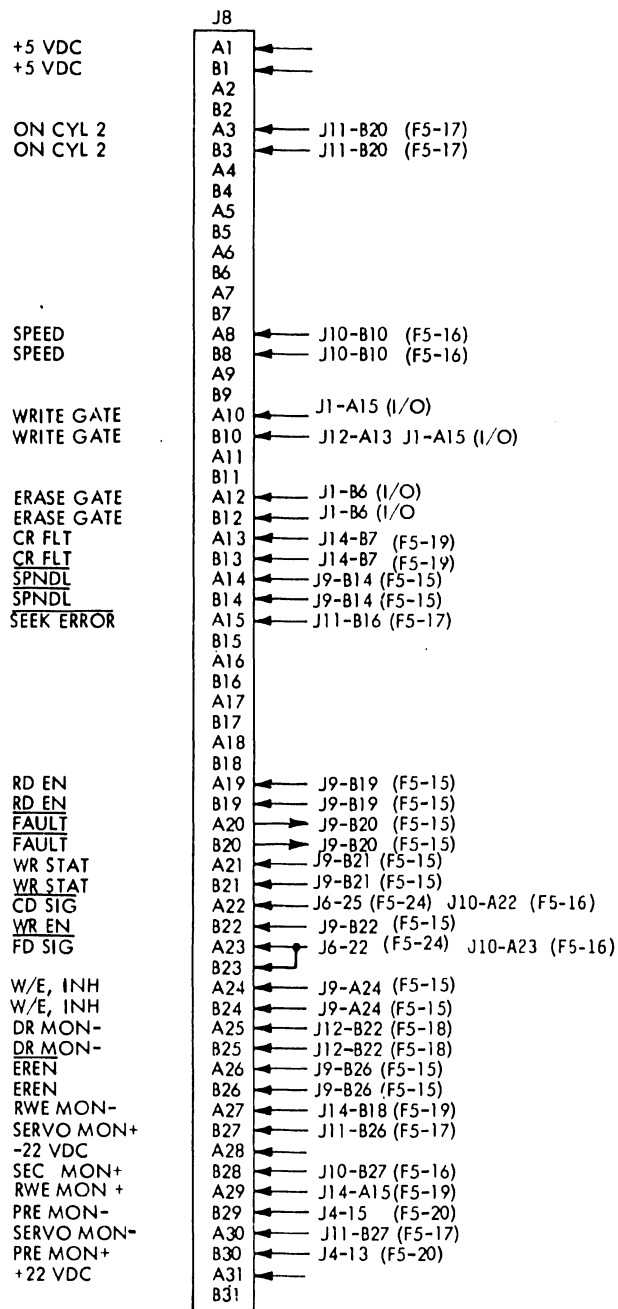 J8
+5 VDC A1
+5 VDC B1
A2
B2
ON CYL 2 A3 J11-B20 (F5-17)
ON CYL 2 B3 J11-B20 (F5-17)
A4
B4
A5
B5
A6
B6
A7
B7
SPEED A8 J10-B10 (F5-16)
SPEED B8 J10-B10 (F5-16)
A9
B9
WRITE GATE A10 J1-A15 (I/O)
WRITE GATE B10 J12-A13 J1-A15 (I/O)
A11
B11
ERASE GATE A12 J1-B6 (I/O)
ERASE GATE B12 J1-B6 (I/O
CR FLT A13 J14-B7 (F5-19)
CR FLT B13 J14-B7 (F5-19)
SPNDL A14 J9-B14 (F5-15)
SPNDL B14 J9-B14 (F5-15)
SEEK ERROR A15 J11-B16 (F5-17)
B15
A16
B16
A17
B17
A18
B18
RD EN A19 J9-B19 (F5-15)
RD EN B19 J9-B19 (F5-15)
FAULT A20 J9-B20 (F5-15)
FAULT B20 J9-B20 (F5-15)
WR STAT A21 J9-B21 (F5-15)
WR STAT B21 J9-B21 (F5-15)
CD SIG A22 J6-25 (F5-24) J10-A22 (F5-16)
WR EN B22 J9-B22 (F5-15)
FD SIG A23 J6-22 (F5-24) J10-A23 (F5-16)
B23
W/E, INH A24 J9-A24 (F5-15)
W/E, INH B24 J9-A24 (F5-15)
DR MON- A25 J12-B22 (F5-18)
DR MON- B25 J12-B22 (F5-18)
EREN A26 J9-B26 (F5-15)
EREN B26 J9-B26 (F5-15)
RWE MON- A27 J14-B18 (F5-19)
SERVO MON+ B27 J11-B26 (F5-17)
-22 VDC A28
SEC MON+ B28 J10-B27 (F5-16)
RWE MON + A29 J14-A15 (F5-19)
PRE MON- B29 J4-15 (F5-20)
SERVO MON- A30 J11-B27 (F5-17)
PRE MON+ B30 J4-13 (F5-20)
+22 VDC A31
B31